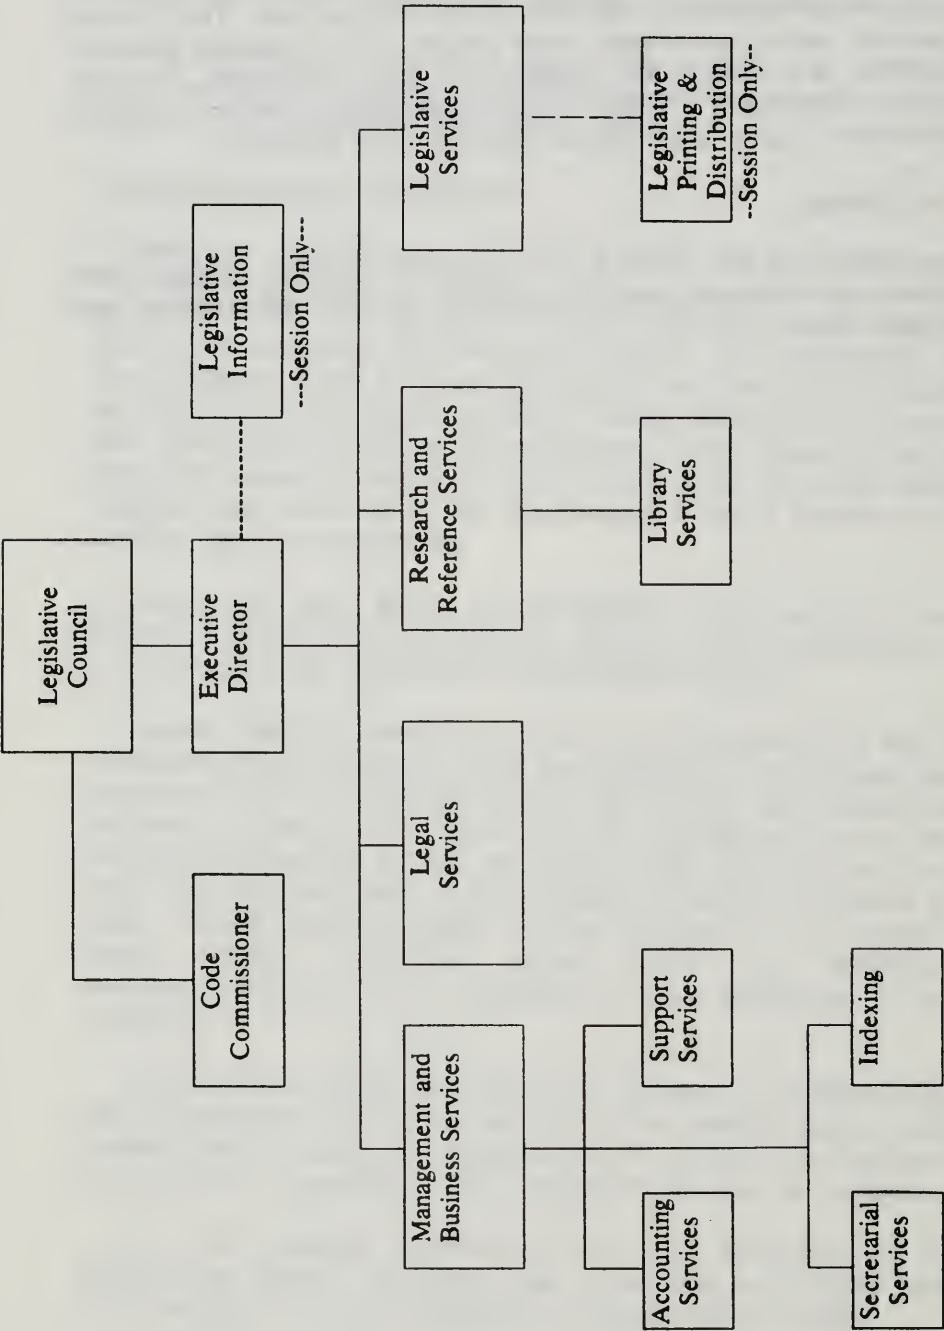 Legislative
Council
Code
Commissioner
Executive
Director
Legislative
Information
---Session Only---
Management and
Business Services
Legal
Services
Research and
Reference Services
Legislative
Services
Accounting
Services
Support
Services
Library
Services
Legislative
Printing &
Distribution
--Session Only--
Secretarial
Services
Indexing